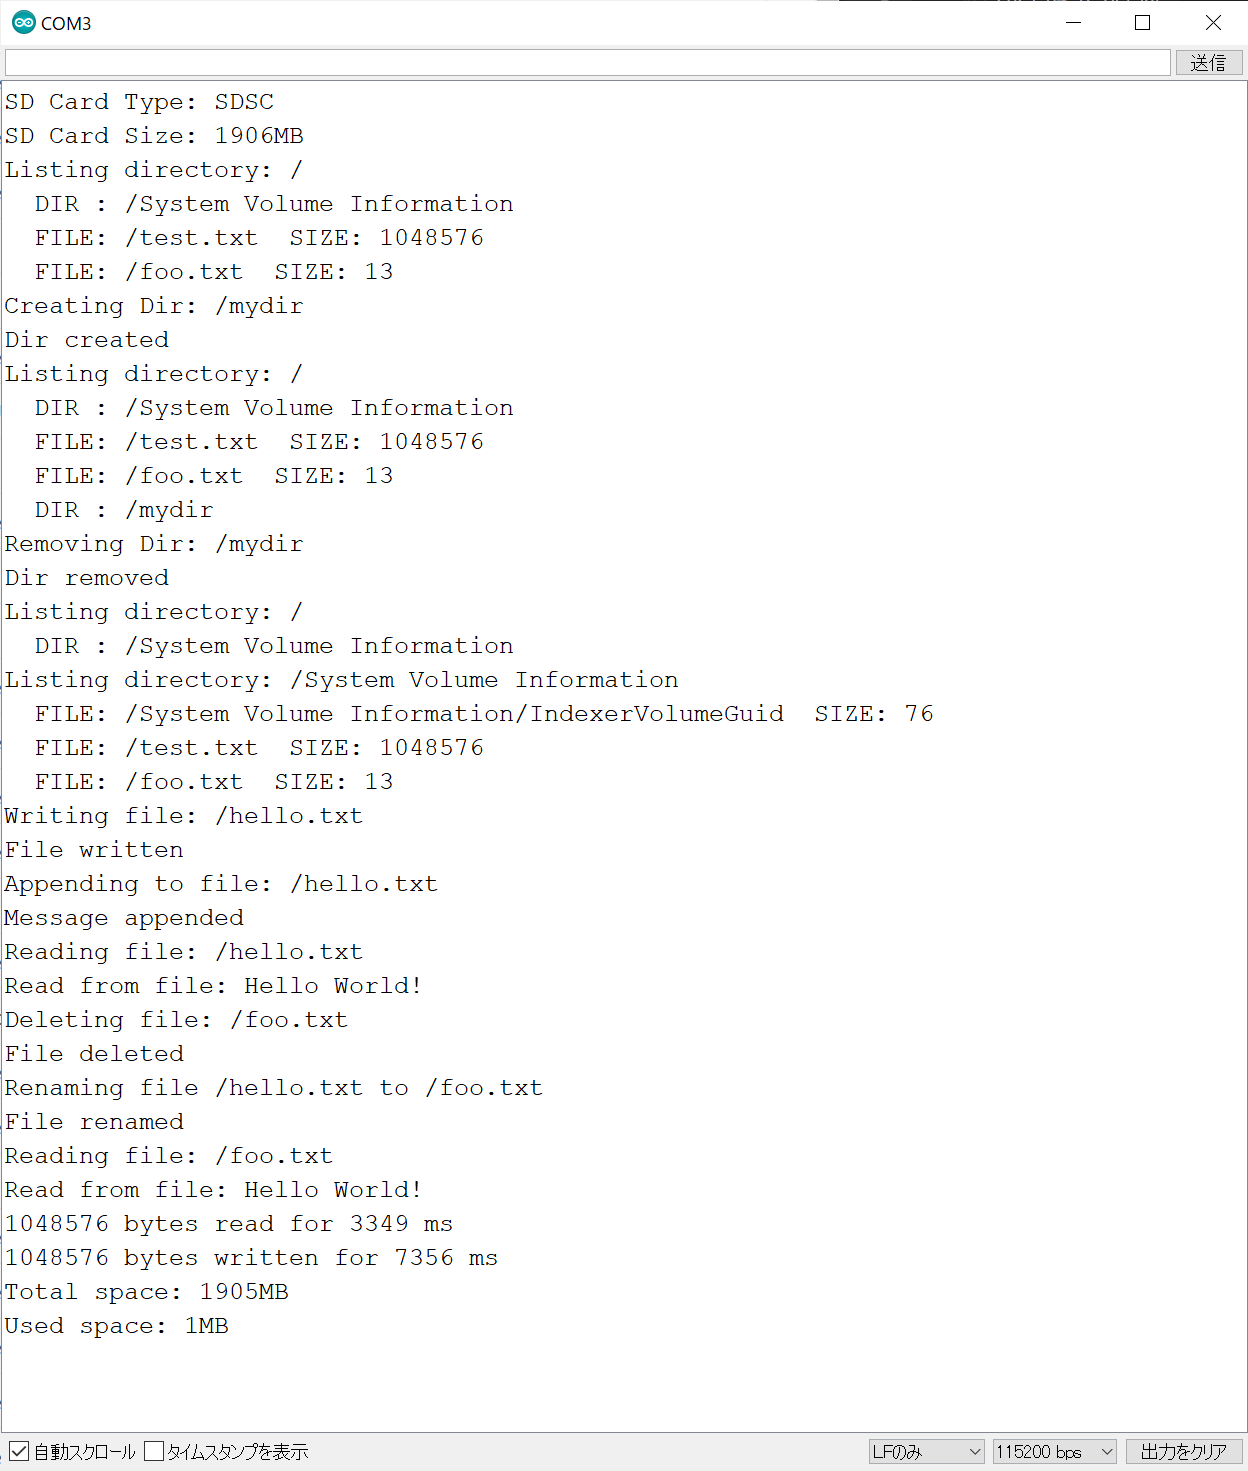 COM3
送信
SD Card Type: SDSC
SD Card Size: 1906MB
Listing directory: /
  DIR : /System Volume Information
  FILE: /test.txt  SIZE: 1048576
  FILE: /foo.txt  SIZE: 13
Creating Dir: /mydir
Dir created
Listing directory: /
  DIR : /System Volume Information
  FILE: /test.txt  SIZE: 1048576
  FILE: /foo.txt  SIZE: 13
  DIR : /mydir
Removing Dir: /mydir
Dir removed
Listing directory: /
  DIR : /System Volume Information
Listing directory: /System Volume Information
  FILE: /System Volume Information/IndexerVolumeGuid  SIZE: 76
  FILE: /test.txt  SIZE: 1048576
  FILE: /foo.txt  SIZE: 13
Writing file: /hello.txt
File written
Appending to file: /hello.txt
Message appended
Reading file: /hello.txt
Read from file: Hello World!
Deleting file: /foo.txt
File deleted
Renaming file /hello.txt to /foo.txt
File renamed
Reading file: /foo.txt
Read from file: Hello World!
1048576 bytes read for 3349 ms
1048576 bytes written for 7356 ms
Total space: 1905MB
Used space: 1MB
自動スクロール タイムスタンプを表示 LFのみ 115200 bps 出力をクリア